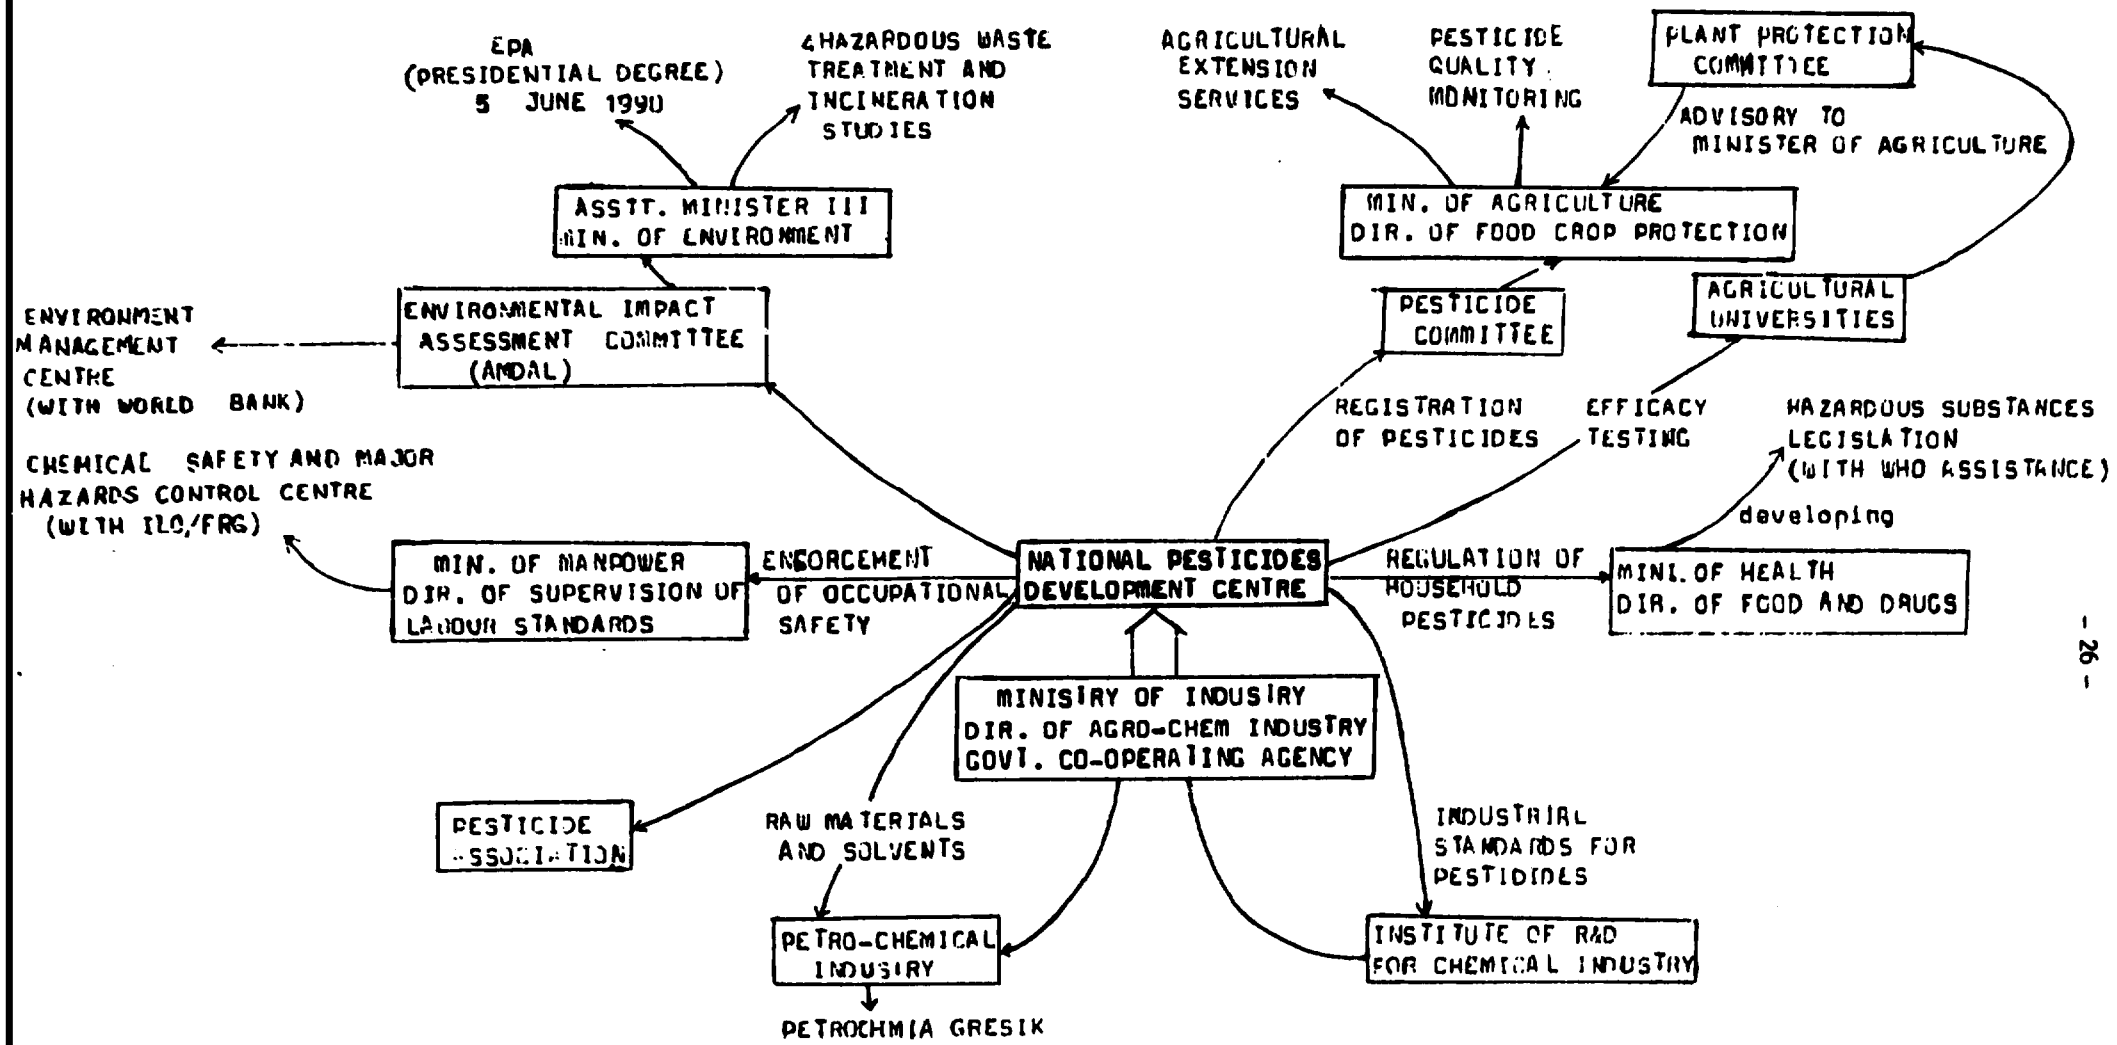 EPA
(PRESIDENTIAL DEGREE)
5 JUNE 1990
HAZARDOUS WASTE
TREATMENT AND
INCINERATION
STUDIES
AGRICULTURAL
EXTENSION
SERVICES
PESTICIDE
QUALITY
MONITORING
PLANT PROTECTION
COMMITTEE
ADVISORY TO
MINISTER OF AGRICULTURE
ASSTT. MINISTER III
MIN. OF ENVIRONMENT
MIN. OF AGRICULTURE
DIR. OF FOOD CROP PROTECTION
ENVIRONMENT
MANAGEMENT
CENTRE
(WITH WORLD BANK)
ENVIRONMENTAL IMPACT
ASSESSMENT COMMITTEE
(AMDAL)
PESTICIDE
COMMITTEE
AGRICULTURAL
UNIVERSITIES
REGISTRATION
OF PESTICIDES
EFFICACY
TESTING
HAZARDOUS SUBSTANCES
LEGISLATION
(WITH WHO ASSISTANCE)
developing
CHEMICAL SAFETY AND MAJOR
HAZARDS CONTROL CENTRE
(WITH ILO/FRG)
MIN. OF MANPOWER
DIR. OF SUPERVISION OF
LABOUR STANDARDS
ENFORCEMENT
OF OCCUPATIONAL
SAFETY
NATIONAL PESTICIDES
DEVELOPMENT CENTRE
REGULATION OF
HOUSEHOLD
PESTICIDES
MINI. OF HEALTH
DIR. OF FOOD AND DRUGS
- 26 -
MINISTRY OF INDUSTRY
DIR. OF AGRO-CHEM INDUSTRY
GOVT. CO-OPERATING AGENCY
PESTICIDE
ASSOCIATION
RAW MATERIALS
AND SOLVENTS
INDUSTRIAL
STANDARDS FOR
PESTIDIDES
PETRO-CHEMICAL
INDUSTRY
INSTITUTE OF R&D
FOR CHEMICAL INDUSTRY
PETROCHMIA GRESIK